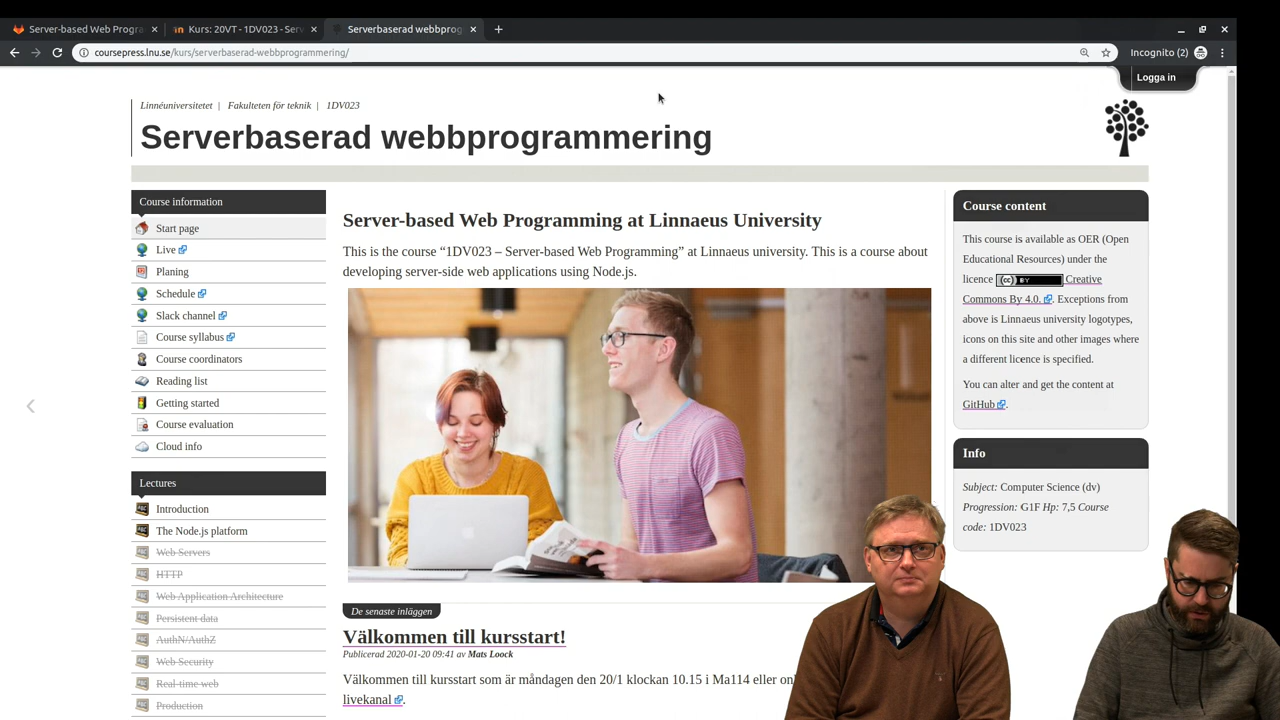 Server-based Web Progra
Kurs: 20VT - 1DV023 - Serv
Serverbaserad webbprog
coursepress.lnu.se/kurs/serverbaserad-webbprogrammering/
Incognito (2)
Logga in
Linnéuniversitetet | Fakulteten för teknik | 1DV023
Serverbaserad webbprogrammering
Course information
Start page
Live
Planing
Schedule
Slack channel
Course syllabus
Course coordinators
Reading list
Getting started
Course evaluation
Cloud info
Lectures
Introduction
The Node.js platform
Web Servers
HTTP
Web Application Architecture
Persistent data
AuthN/AuthZ
Web Security
Real-time web
Production
Server-based Web Programming at Linnaeus University
This is the course “1DV023 – Server-based Web Programming” at Linnaeus university. This is a course about
developing server-side web applications using Node.js.
De senaste inläggen
Välkommen till kursstart!
Publicerad 2020-01-20 09:41 av Mats Loock
Välkommen till kursstart som är måndagen den 20/1 klockan 10.15 i Ma114 eller
livekanal.
Course content
This course is available as OER (Open
Educational Resources) under the
licence (cc) BY Creative
Commons By 4.0. Exceptions from
above is Linnaeus university logotypes,
icons on this site and other images where
a different licence is specified.
You can alter and get the content at
GitHub.
Info
Subject: Computer Science (dv)
Progression: G1F Hp: 7,5 Course
code: 1DV023